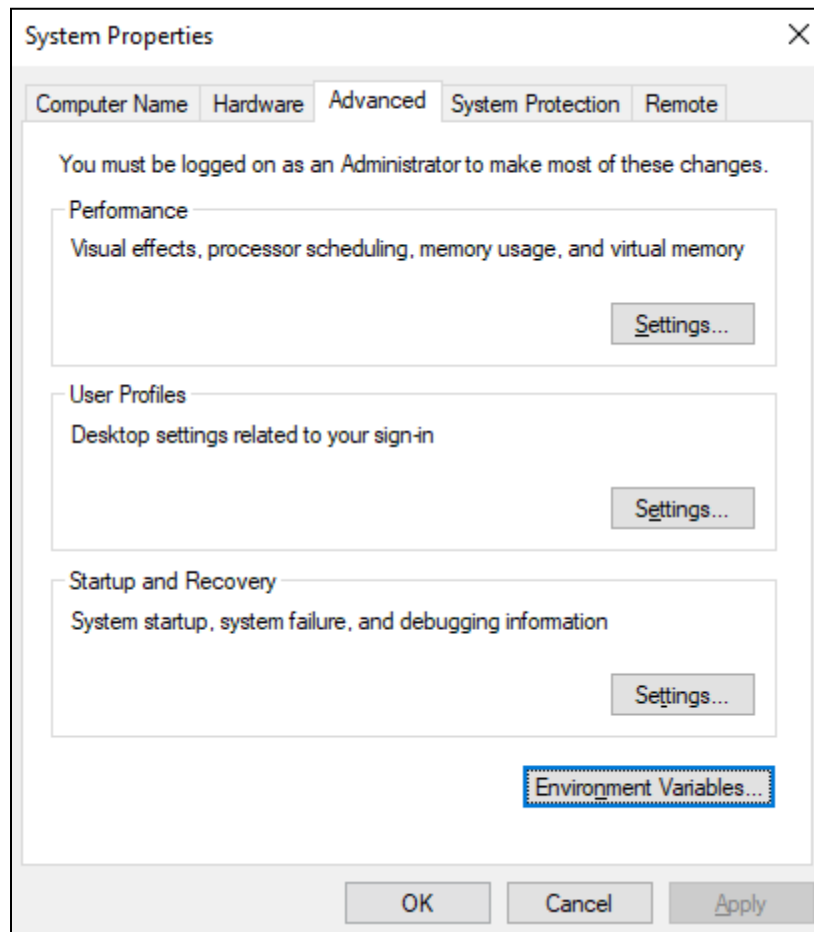 System Properties
Computer Name Hardware Advanced System Protection Remote
You must be logged on as an Administrator to make most of these changes.
Performance
Visual effects, processor scheduling, memory usage, and virtual memory
Settings...
User Profiles
Desktop settings related to your sign-in
Settings...
Startup and Recovery
System startup, system failure, and debugging information
Settings...
Environment Variables...
OK Cancel Apply